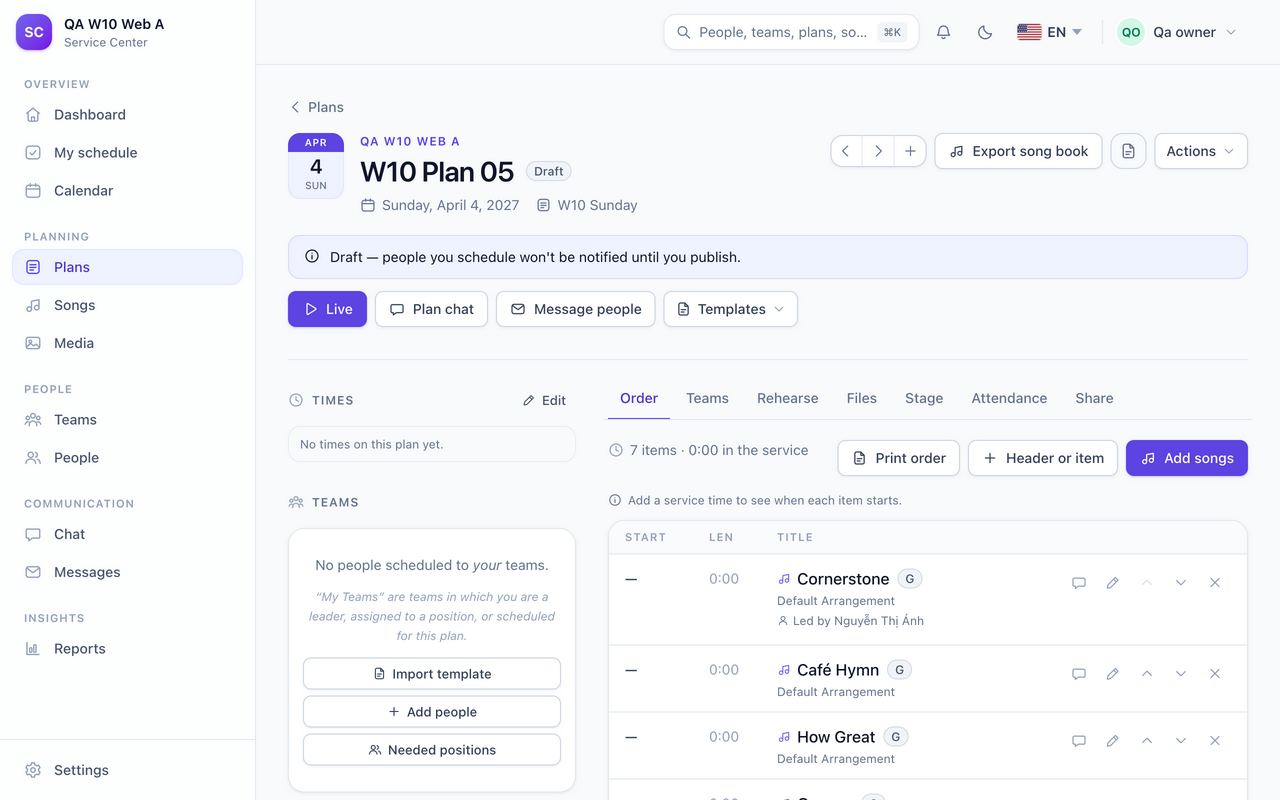 SC
QA W10 Web A
Service Center
OVERVIEW
Dashboard
My schedule
Calendar
PLANNING
Plans
Songs
Media
PEOPLE
Teams
People
COMMUNICATION
Chat
Messages
INSIGHTS
Reports
Settings
People, teams, plans, so... ⌘K
EN
QO Qa owner
Plans
APR
4
SUN
QA W10 WEB A
W10 Plan 05 Draft
Sunday, April 4, 2027 W10 Sunday
Export song book
Actions
Draft — people you schedule won't be notified until you publish.
Live Plan chat Message people Templates
TIMES Edit
No times on this plan yet.
TEAMS
No people scheduled to your teams.
“My Teams” are teams in which you are a
leader, assigned to a position, or scheduled
for this plan.
Import template
Add people
Needed positions
Order Teams Rehearse Files Stage Attendance Share
7 items · 0:00 in the service
Print order Header or item Add songs
Add a service time to see when each item starts.
START LEN TITLE
— 0:00 Cornerstone G
Default Arrangement
Led by Nguyễn Thị Ánh
— 0:00 Café Hymn G
Default Arrangement
— 0:00 How Great G
Default Arrangement